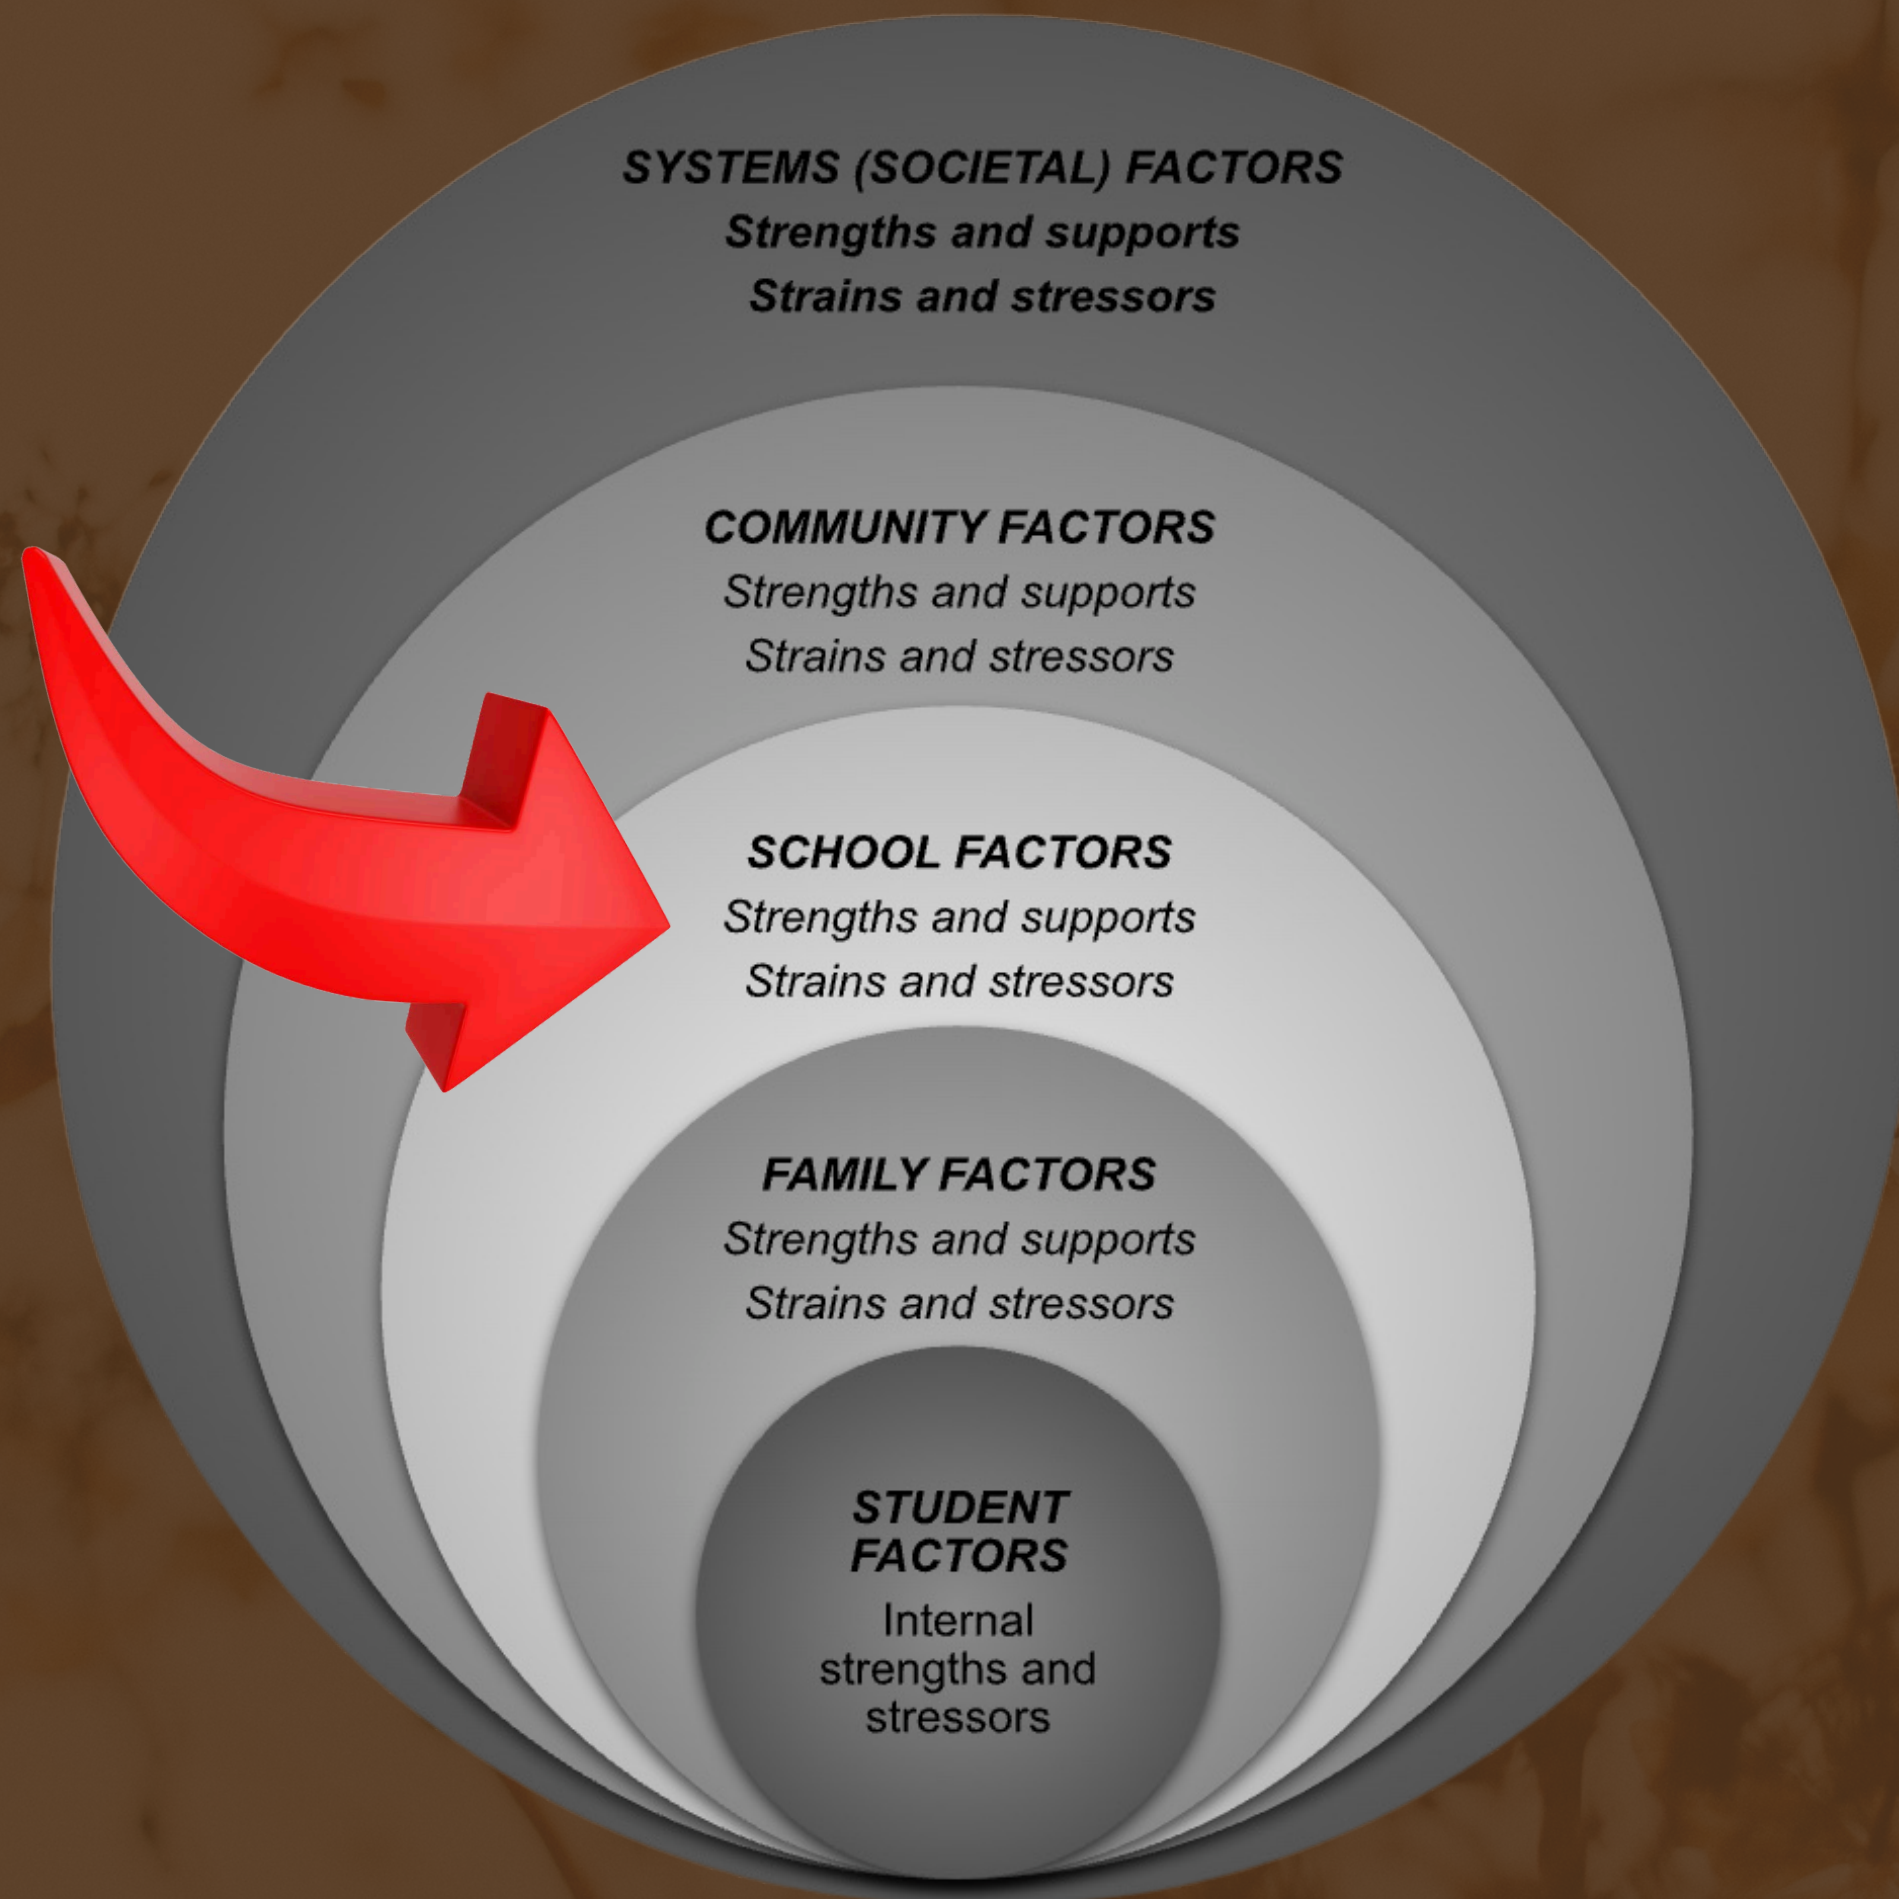 SYSTEMS (SOCIETAL) FACTORS
Strengths and supports
Strains and stressors
COMMUNITY FACTORS
Strengths and supports
Strains and stressors
SCHOOL FACTORS
Strengths and supports
Strains and stressors
FAMILY FACTORS
Strengths and supports
Strains and stressors
STUDENT
FACTORS
Internal
strengths and
stressors